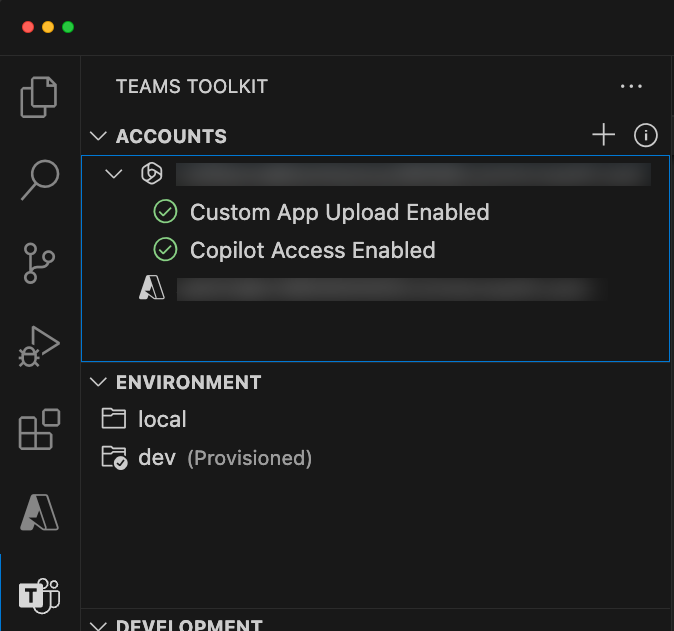 TEAMS TOOLKIT
ACCOUNTS
Custom App Upload Enabled
Copilot Access Enabled
ENVIRONMENT
local
dev (Provisioned)
DEVELOPMENT